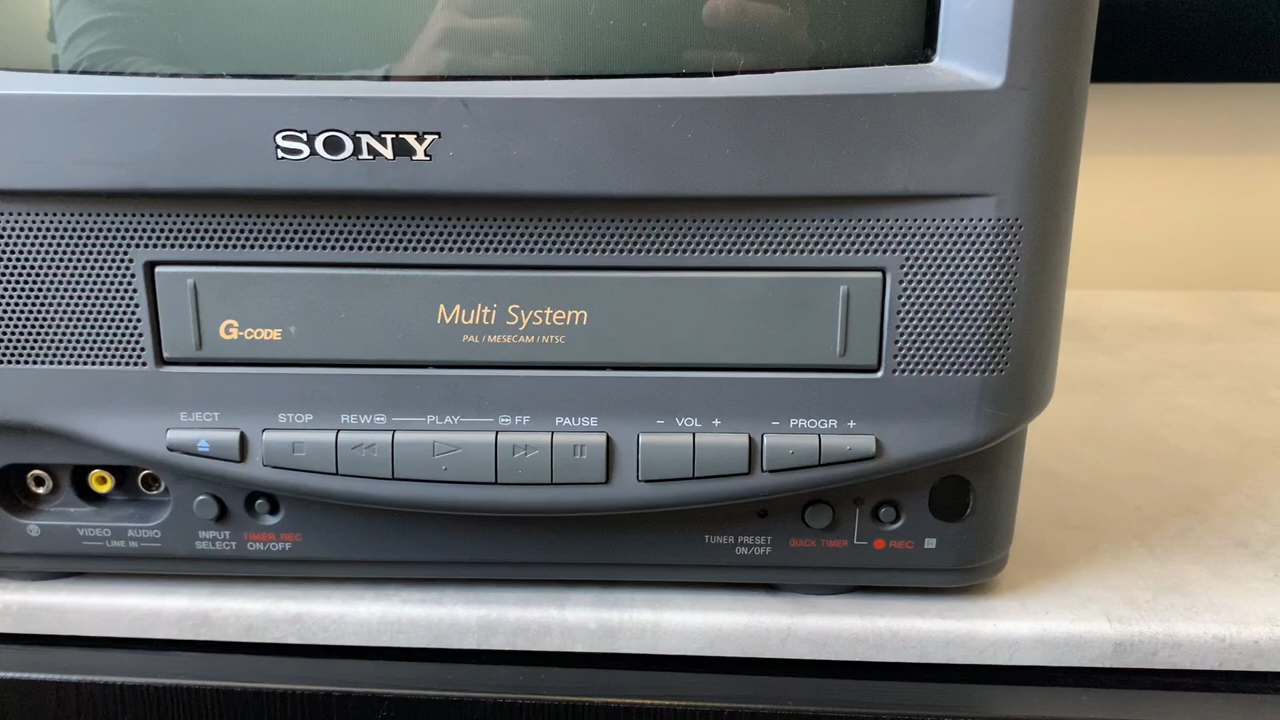 SONY
G-CODE
Multi System
PAL / MESECAM / NTSC
EJECT
STOP
REW
PLAY
FF
PAUSE
- VOL +
- PROGR +
VIDEO
AUDIO
LINE IN
INPUT
SELECT
TIMER REC
ON/OFF
TUNER PRESET
ON/OFF
QUICK TIMER
REC